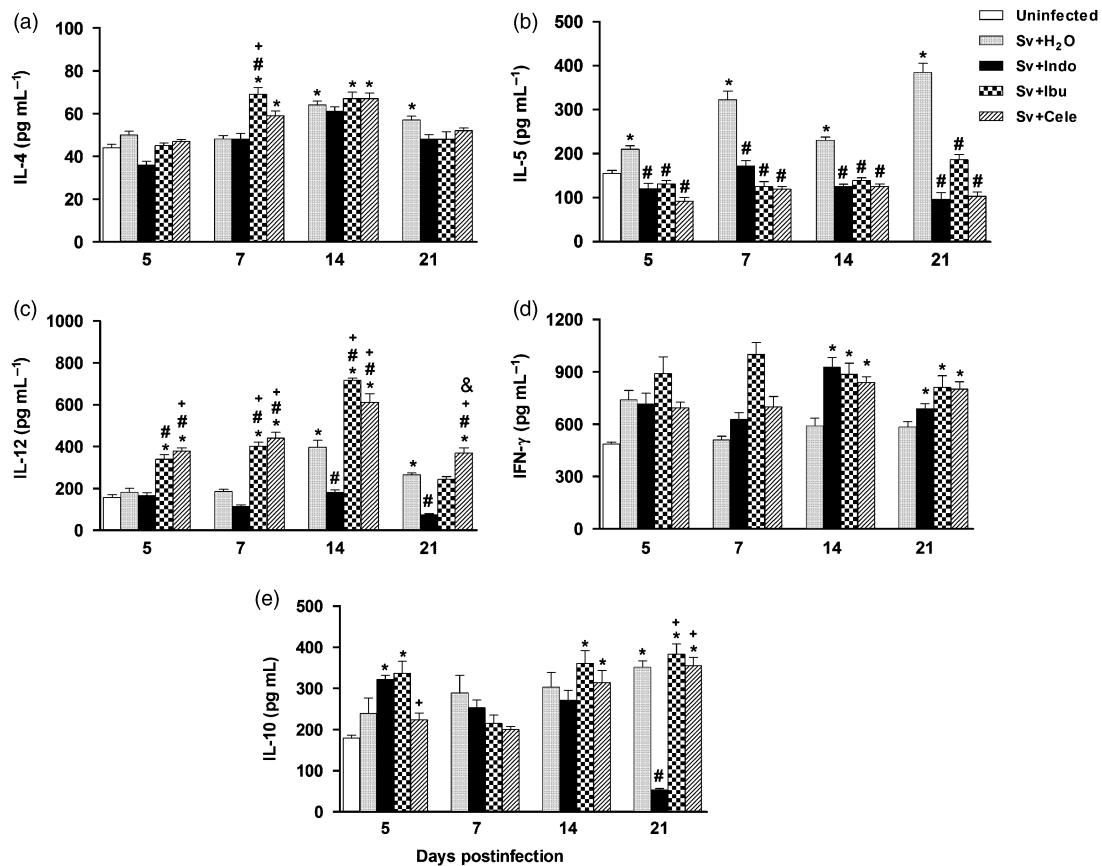 (a)
100
80
60
40
20
0
IL-4 (pg mL⁻¹)
+
#
*
*
*
*
*
*
5 7 14 21
(b)
500
400
300
200
100
0
IL-5 (pg mL⁻¹)
*
# # #
*
# # #
*
# # #
*
# # #
5 7 14 21
Uninfected
Sv+H₂O
Sv+Indo
Sv+Ibu
Sv+Cele
(c)
1000
800
600
400
200
0
IL-12 (pg mL⁻¹)
#
*
+
#
*
+
#
*
+
#
*
*
#
+
#
*
+
#
*
*
#
&
+
#
*
5 7 14 21
(d)
1200
900
600
300
0
IFN-γ (pg mL⁻¹)
* * *
* * *
5 7 14 21
(e)
500
400
300
200
100
0
IL-10 (pg mL)
*
*
+
*
*
*
#
+
*
+
*
5 7 14 21
Days postinfection